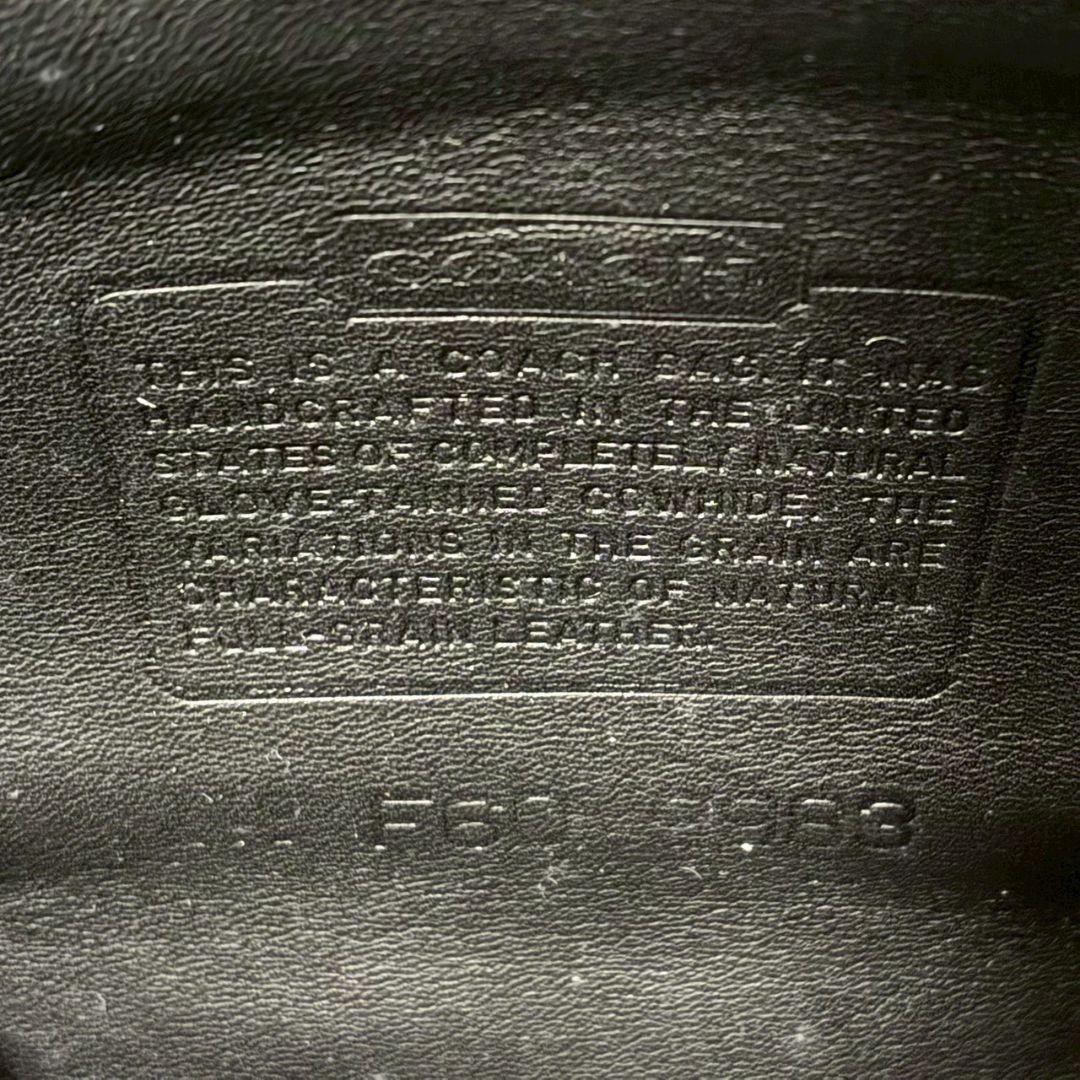 COACH
THIS IS A COACH BAG. IT WAS
HANDCRAFTED IN THE UNITED
STATES OF COMPLETELY NATURAL
GLOVE-TANNED COWHIDE. THE
VARIATIONS IN THE GRAIN ARE
CHARACTERISTIC OF NATURAL
FULL-GRAIN LEATHER.